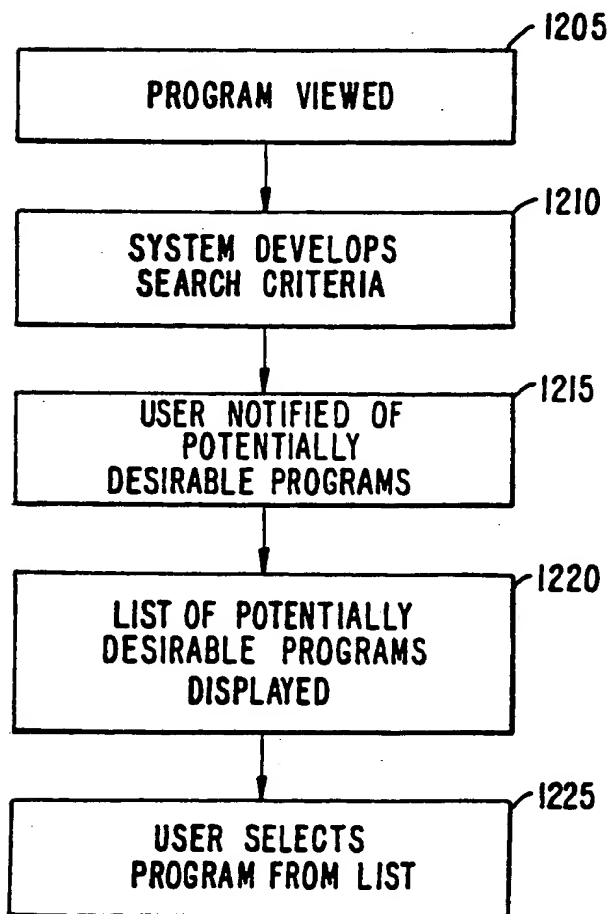 1205
PROGRAM VIEWED
1210
SYSTEM DEVELOPS
SEARCH CRITERIA
1215
USER NOTIFIED OF
POTENTIALLY
DESIRABLE PROGRAMS
1220
LIST OF POTENTIALLY
DESIRABLE PROGRAMS
DISPLAYED
1225
USER SELECTS
PROGRAM FROM LIST